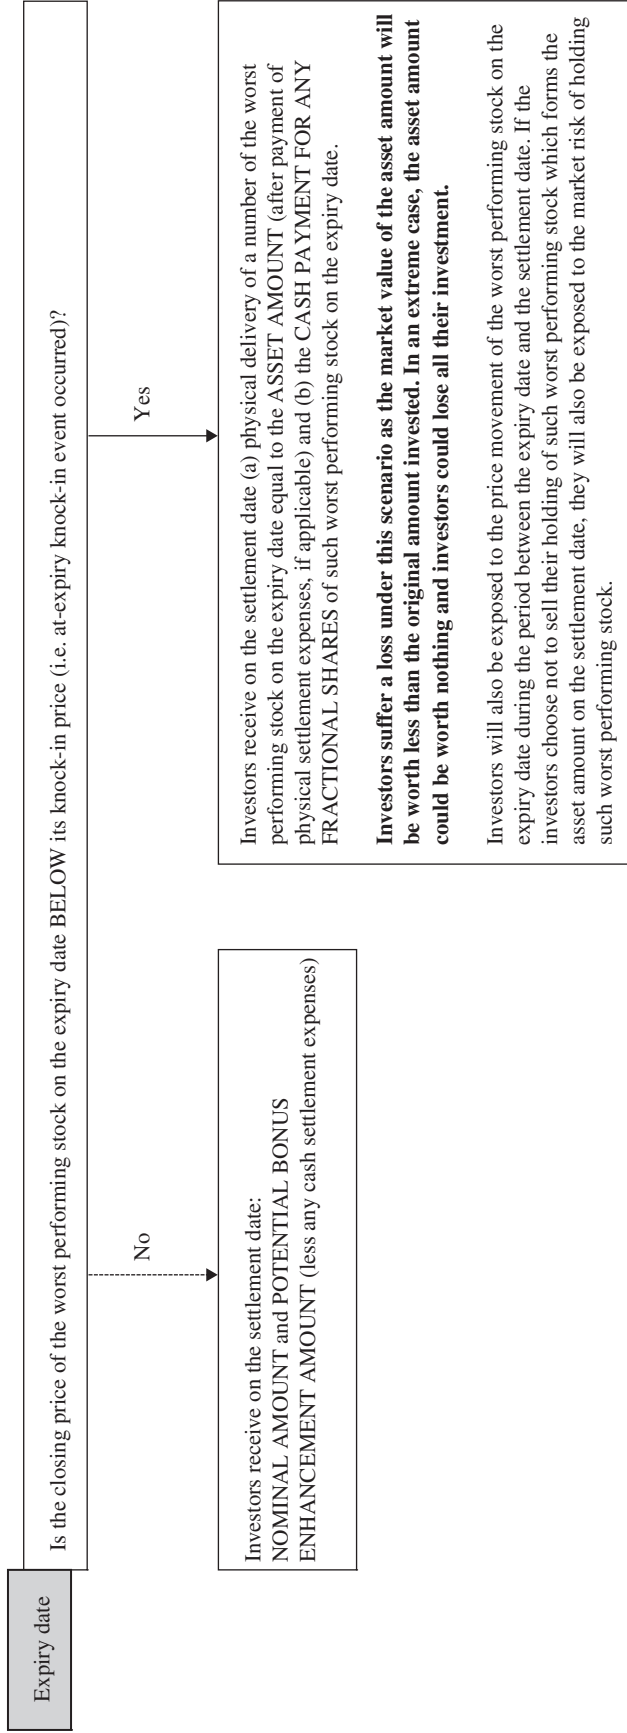 Expiry date
Is the closing price of the worst performing stock on the expiry date BELOW its knock-in price (i.e. at-expiry knock-in event occurred)?
No
Yes
Investors receive on the settlement date:
NOMINAL AMOUNT and POTENTIAL BONUS
ENHANCEMENT AMOUNT (less any cash settlement expenses)
Investors receive on the settlement date (a) physical delivery of a number of the worst
performing stock on the expiry date equal to the ASSET AMOUNT (after payment of
physical settlement expenses, if applicable) and (b) the CASH PAYMENT FOR ANY
FRACTIONAL SHARES of such worst performing stock on the expiry date.
Investors suffer a loss under this scenario as the market value of the asset amount will
be worth less than the original amount invested. In an extreme case, the asset amount
could be worth nothing and investors could lose all their investment.
Investors will also be exposed to the price movement of the worst performing stock on the
expiry date during the period between the expiry date and the settlement date. If the
investors choose not to sell their holding of such worst performing stock which forms the
asset amount on the settlement date, they will also be exposed to the market risk of holding
such worst performing stock.